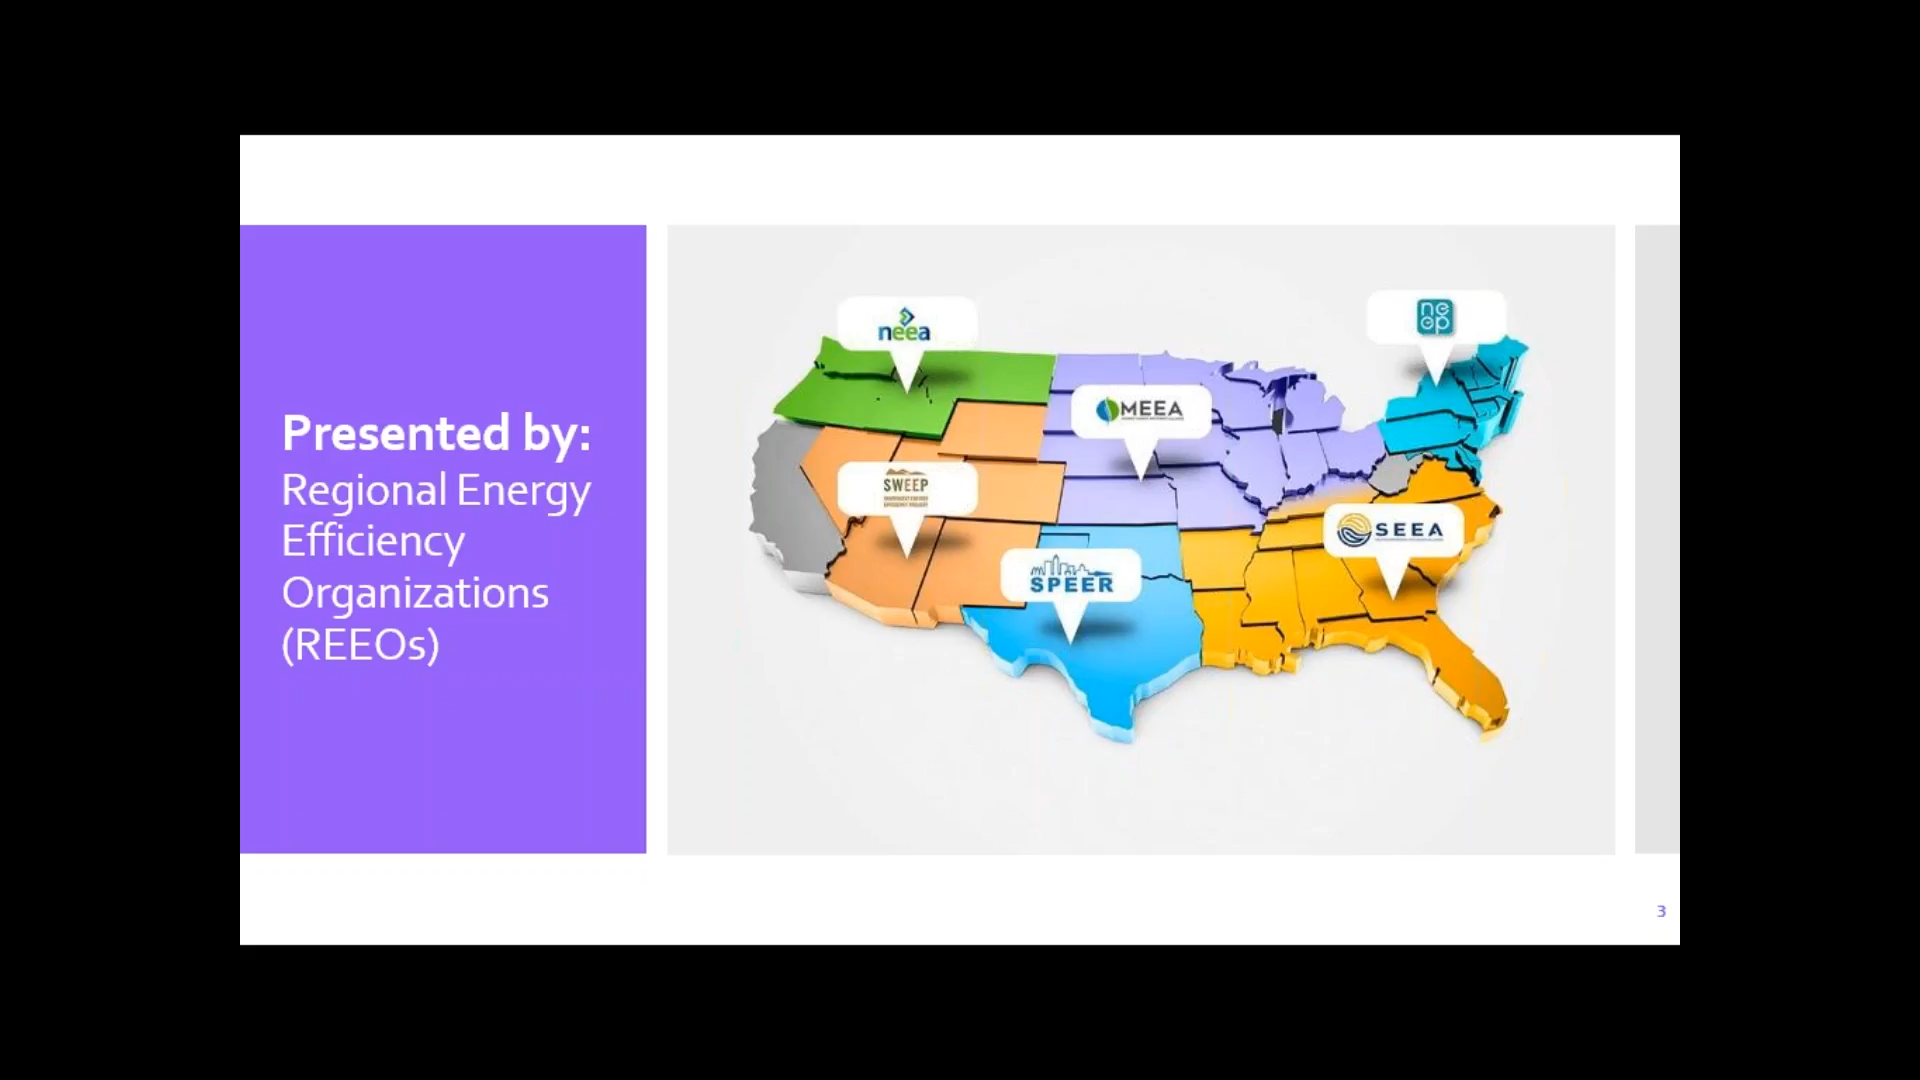 Presented by:
Regional Energy
Efficiency
Organizations
(REEOs)
neea
ne
ep
MEEA
SWEEP
SEEA
SPEER
3